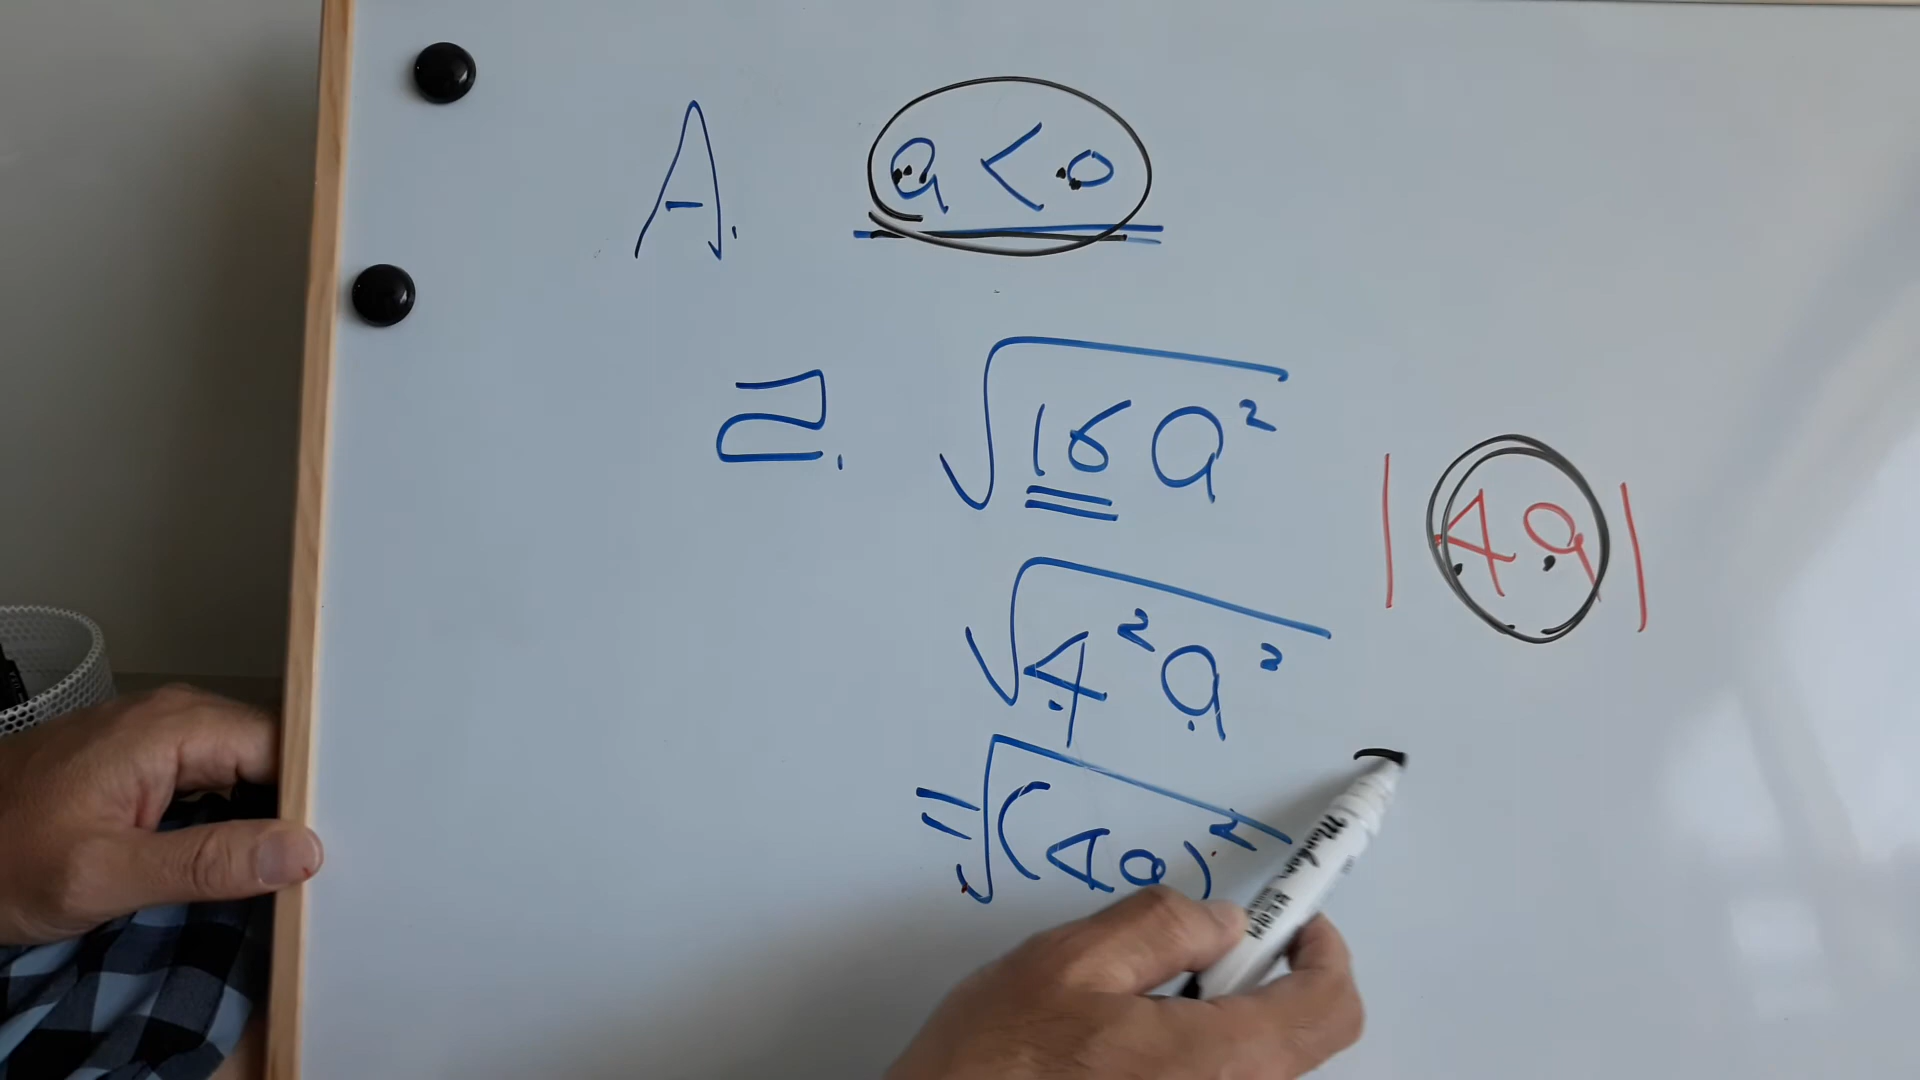 A. a < 0
2. √16a²
|4a|
√4²a²
= √(4a)²
-